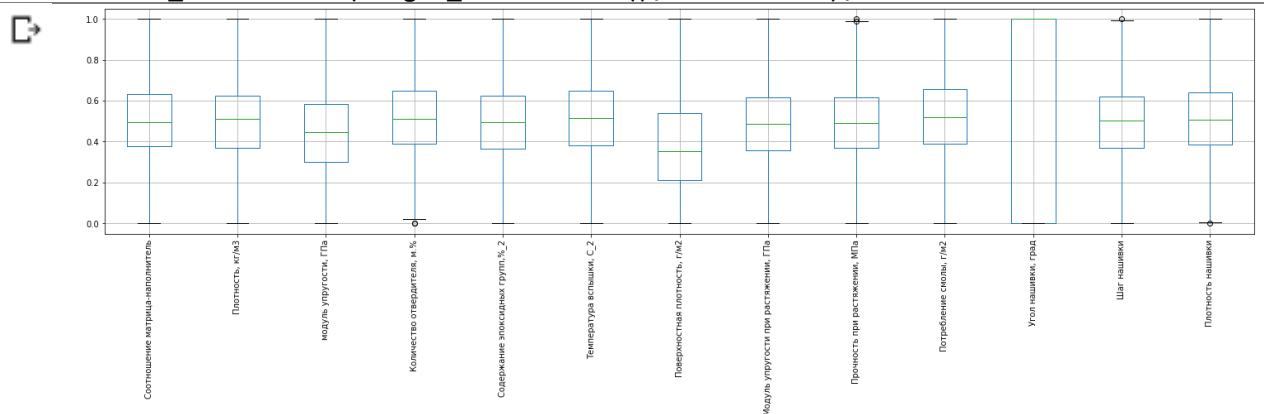 1.0
0.8
0.6
0.4
0.2
0.0
Соотношение матрица-наполнитель
Плотность, кг/м3
модуль упругости, ГПа
Количество отвердителя, м.%
Содержание эпоксидных групп,%_2
Температура вспышки, С_2
Поверхностная плотность, г/м2
Модуль упругости при растяжении, ГПа
Прочность при растяжении, МПа
Потребление смолы, г/м2
Угол нашивки, град
Шаг нашивки
Плотность нашивки